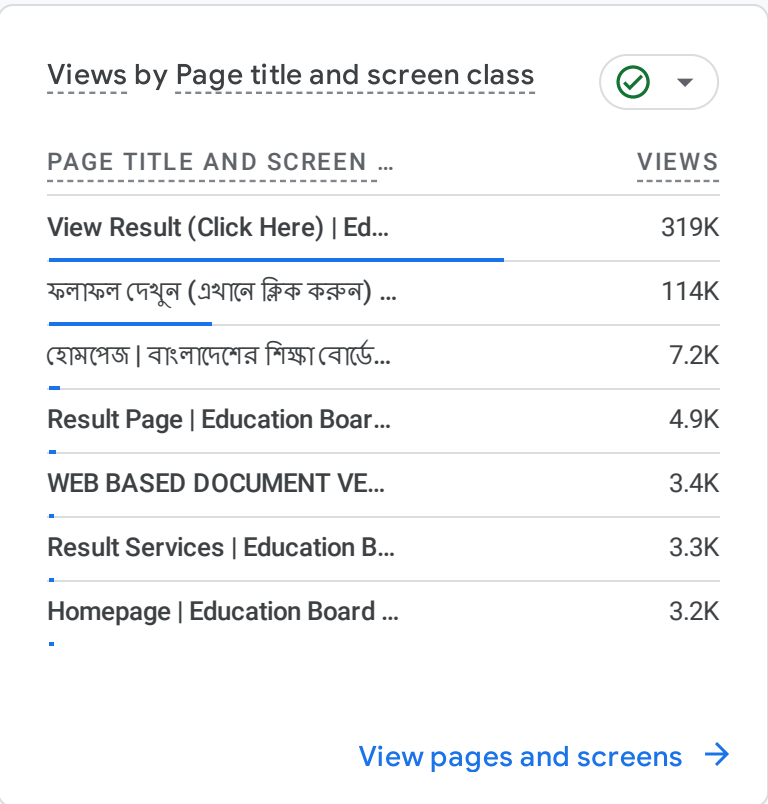 Views by Page title and screen class
PAGE TITLE AND SCREEN ... VIEWS
View Result (Click Here) | Ed... 319K
ফলাফল দেখুন (এখানে ক্লিক করুন) ... 114K
হোমপেজ | বাংলাদেশের শিক্ষা বোর্ডে... 7.2K
Result Page | Education Boar... 4.9K
WEB BASED DOCUMENT VE... 3.4K
Result Services | Education B... 3.3K
Homepage | Education Board ... 3.2K
View pages and screens →